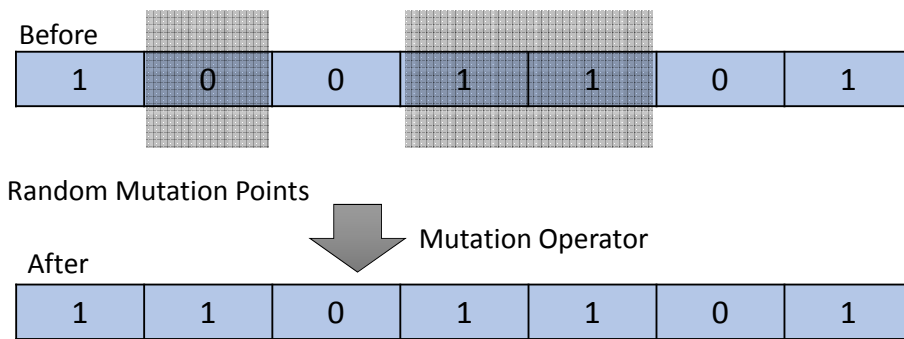 Before
1 0 0 1 1 0 1
Random Mutation Points
Mutation Operator
After
1 1 0 1 1 0 1